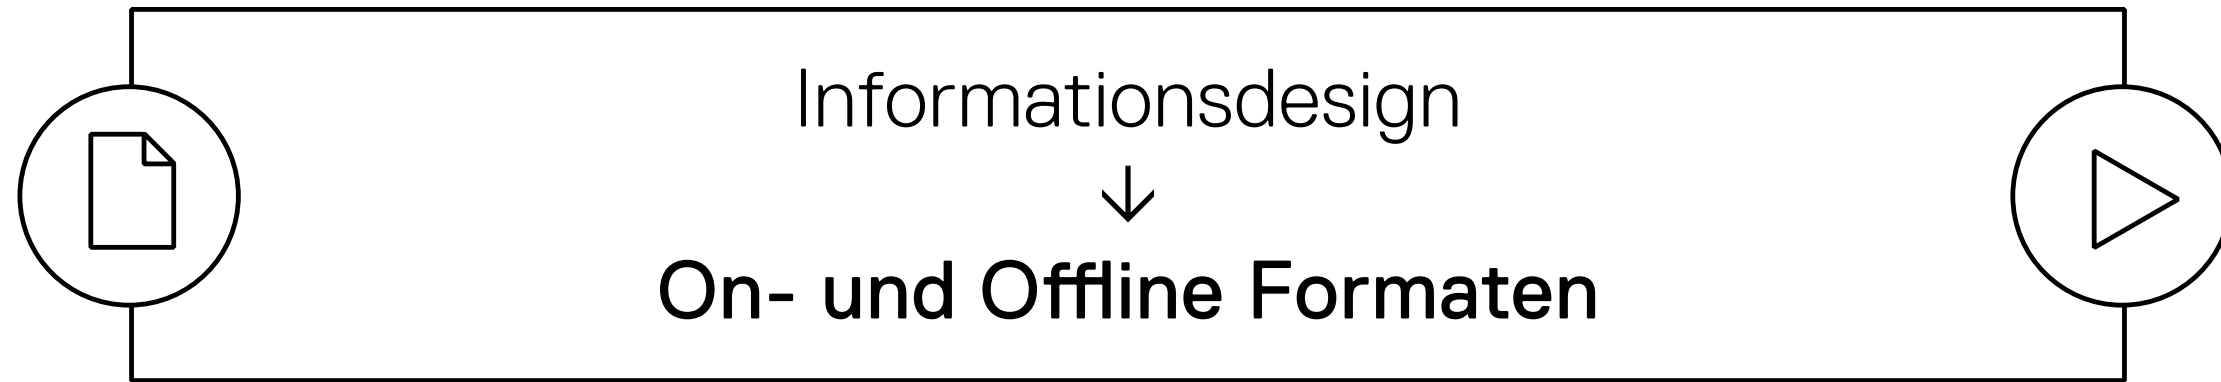 Informationsdesign
↓
On- und Offline Formaten